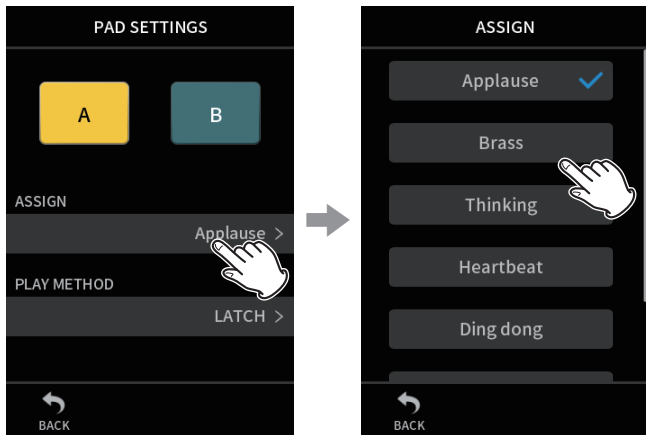 PAD SETTINGS
A
B
ASSIGN
Applause >
PLAY METHOD
LATCH >
BACK
ASSIGN
Applause
Brass
Thinking
Heartbeat
Ding dong
BACK